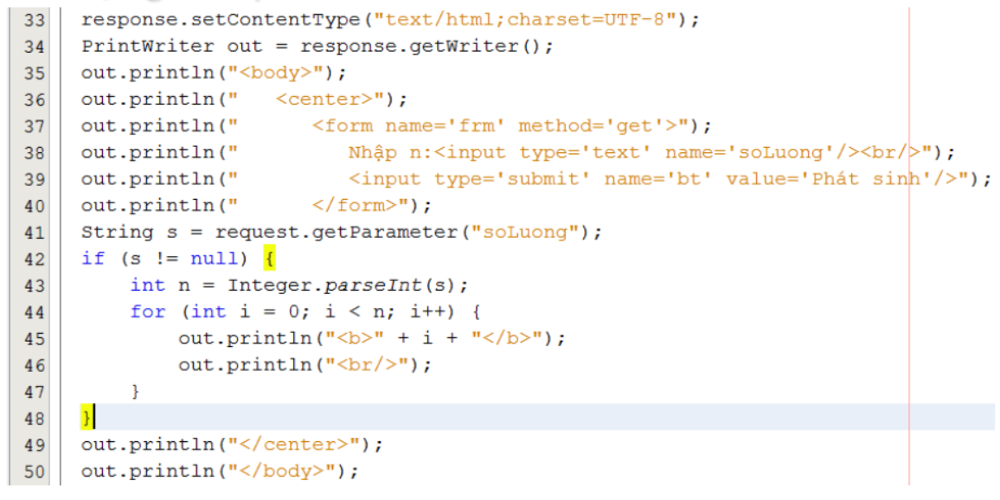 33 response.setContentType("text/html;charset=UTF-8");
34 PrintWriter out = response.getWriter();
35 out.println("<body>");
36 out.println("   <center>");
37 out.println("      <form name='frm' method='get'>");
38 out.println("         Nhập n:<input type='text' name='soLuong'/><br/>");
39 out.println("         <input type='submit' name='bt' value='Phát sinh'/>");
40 out.println("      </form>");
41 String s = request.getParameter("soLuong");
42 if (s != null) {
43     int n = Integer.parseInt(s);
44     for (int i = 0; i < n; i++) {
45         out.println("<b>" + i + "</b>");
46         out.println("<br/>");
47     }
48 }
49 out.println("</center>");
50 out.println("</body>");